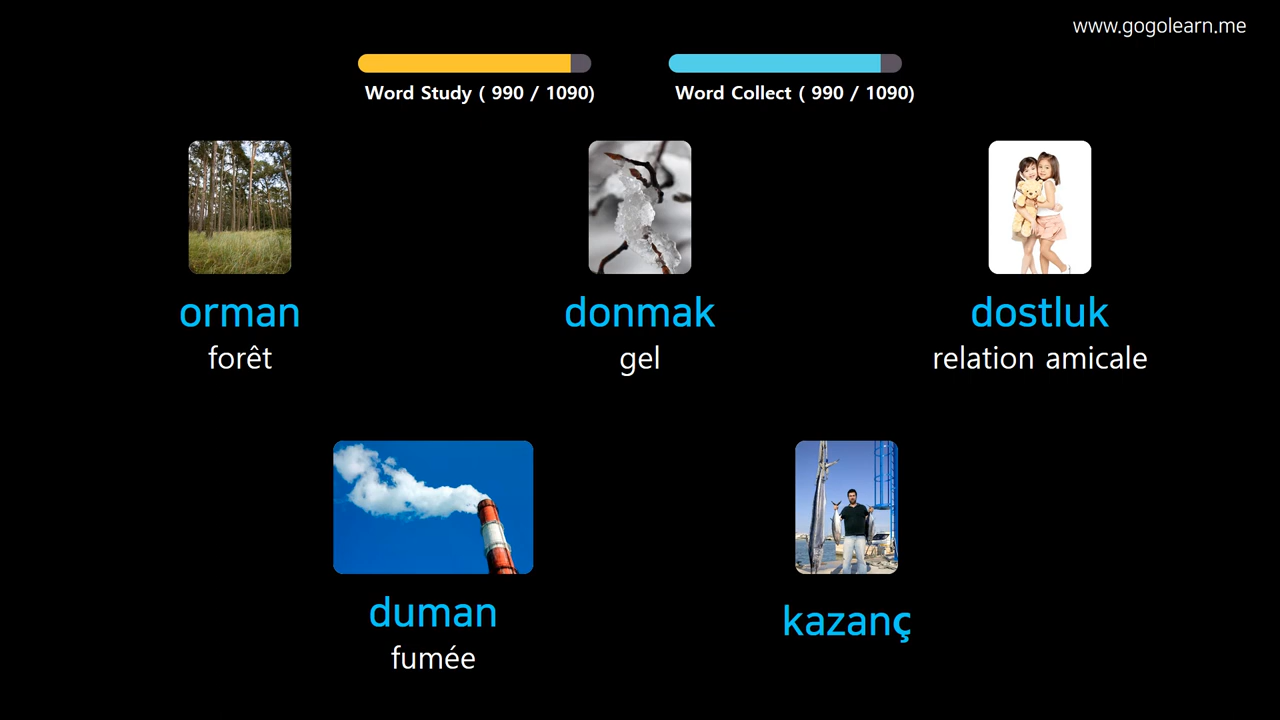 www.gogolearn.me
Word Study ( 990 / 1090)
Word Collect ( 990 / 1090)
orman
forêt
donmak
gel
dostluk
relation amicale
duman
fumée
kazanç